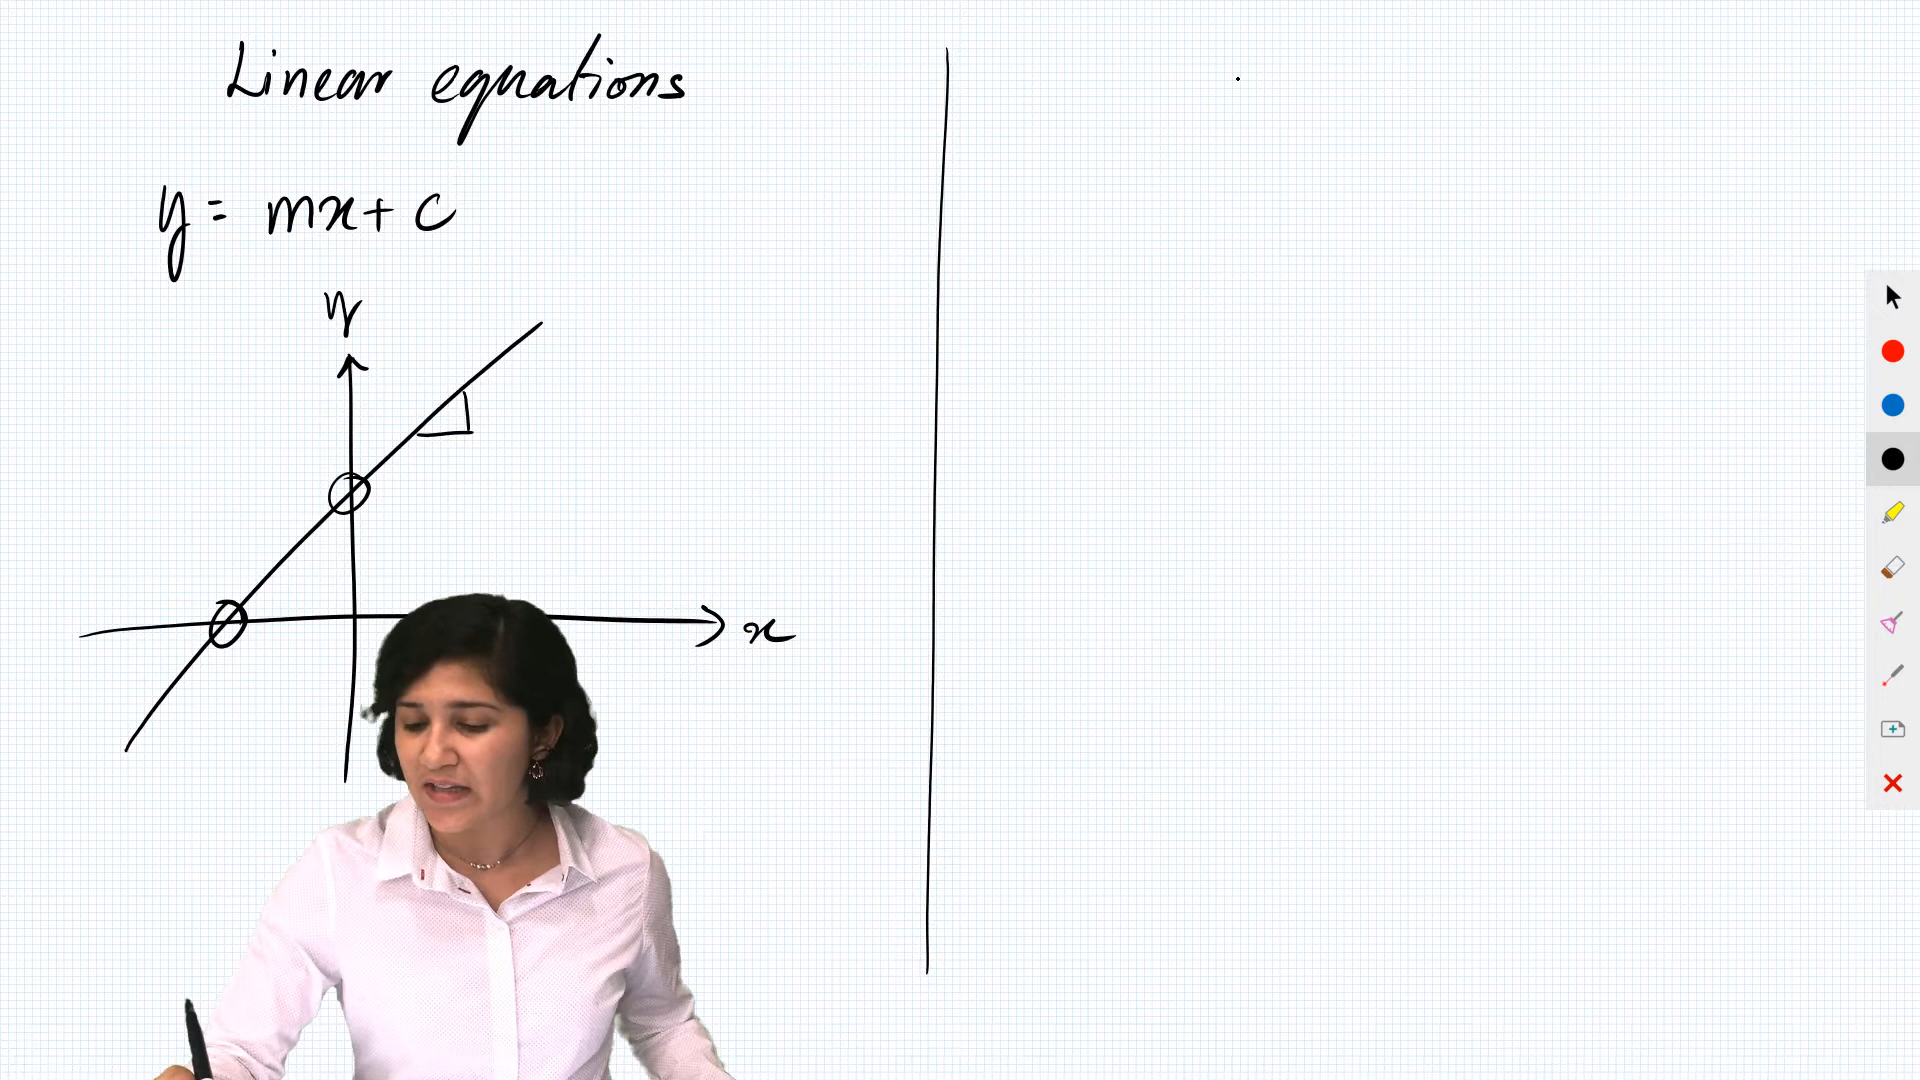 Linear equations
y = mx + c
y
x